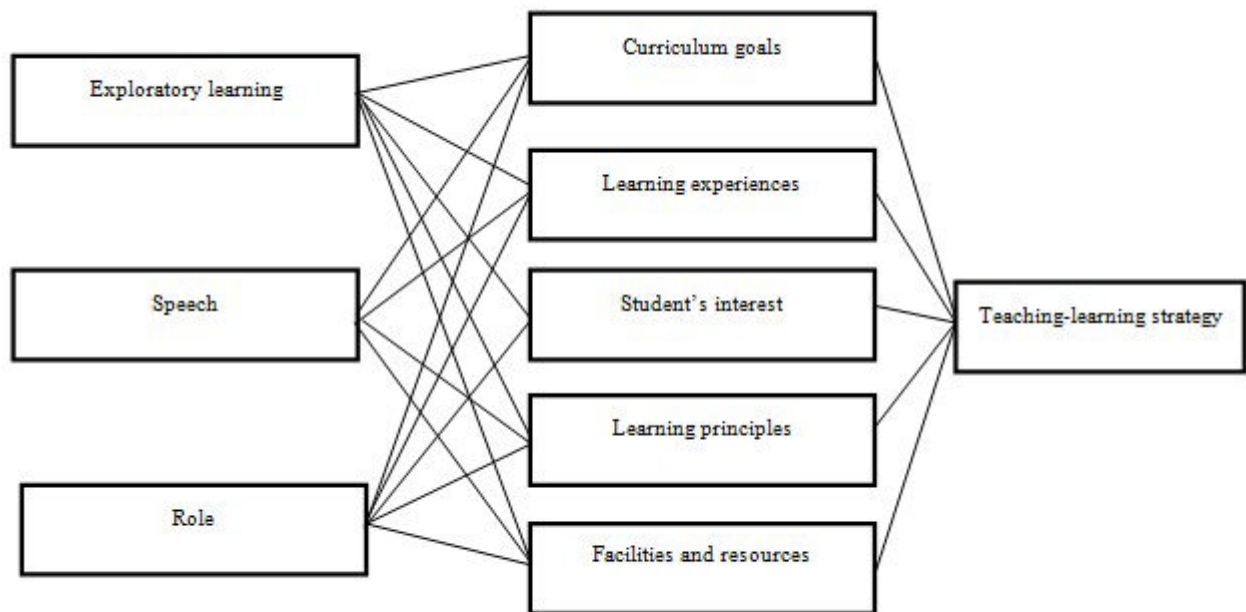 Exploratory learning
Speech
Role
Curriculum goals
Learning experiences
Student’s interest
Learning principles
Facilities and resources
Teaching-learning strategy